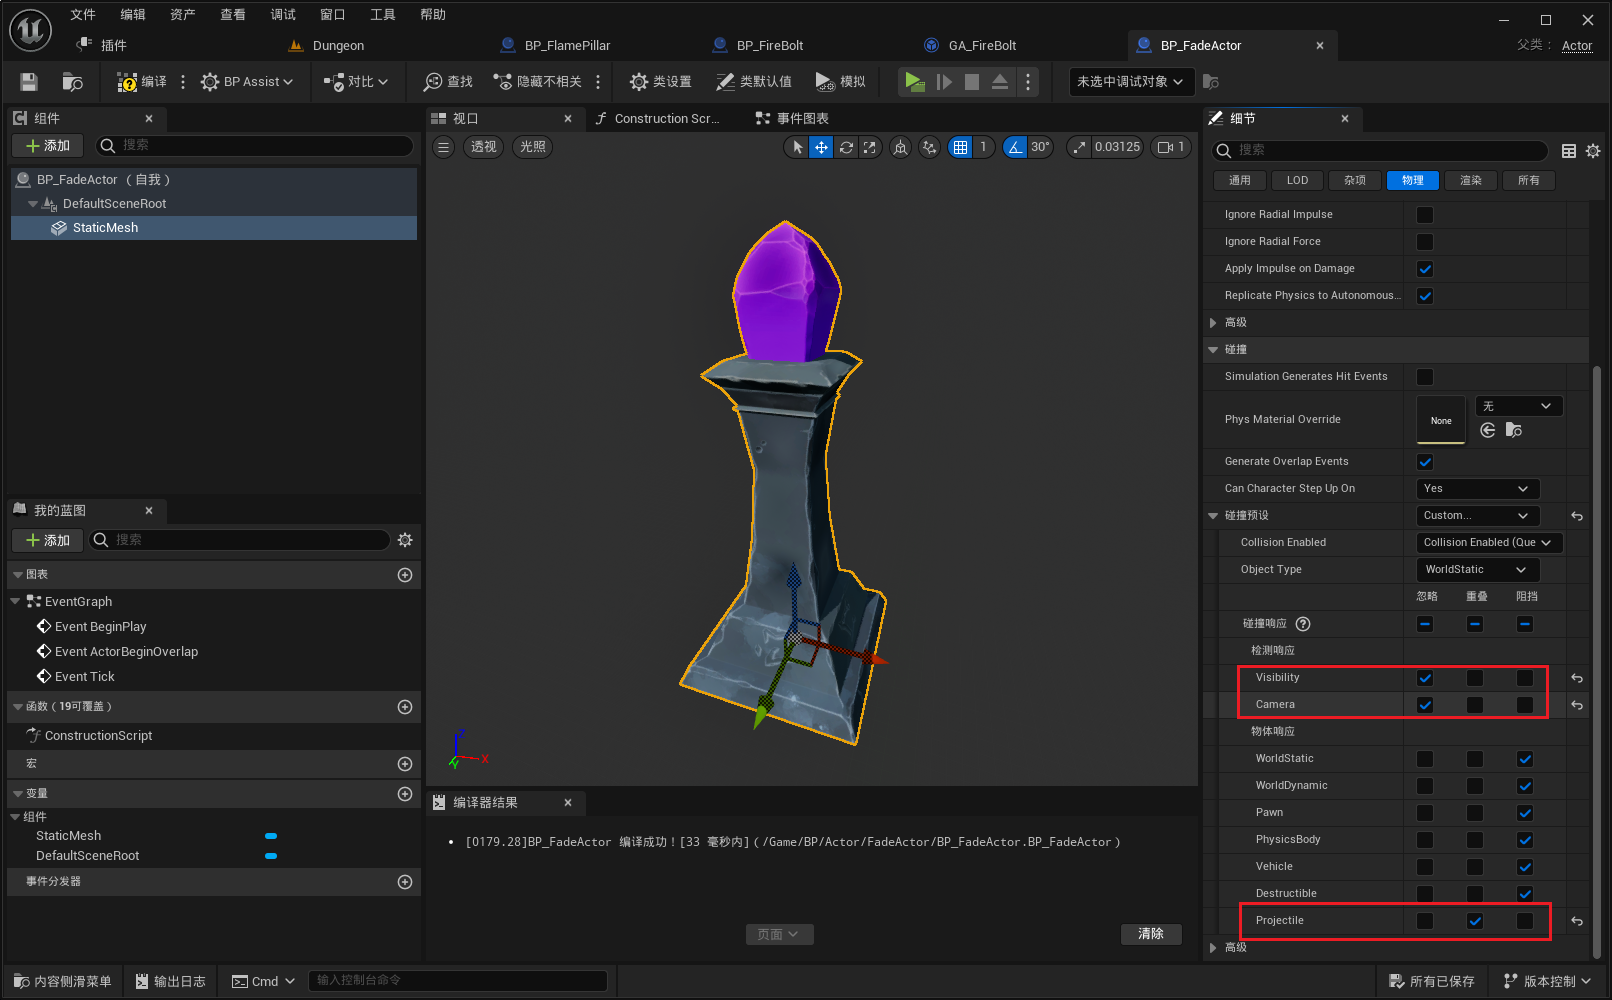 文件 编辑 资产 查看 调试 窗口 工具 帮助
插件 Dungeon BP_FlamePillar BP_FireBolt GA_FireBolt BP_FadeActor 父类： Actor
编译 BP Assist 对比 查找 隐藏不相关 类设置 类默认值 模拟 未选中调试对象
组件
添加 搜索
BP_FadeActor （自我）
DefaultSceneRoot
StaticMesh
我的蓝图
添加 搜索
图表
EventGraph
Event BeginPlay
Event ActorBeginOverlap
Event Tick
函数（19可覆盖）
ConstructionScript
宏
变量
组件
StaticMesh
DefaultSceneRoot
事件分发器
视口 Construction Scr... 事件图表
透视 光照 1 30° 0.03125 1
Z
X
Y
编译器结果
• [0179.28]BP_FadeActor 编译成功！[33 毫秒内]（/Game/BP/Actor/FadeActor/BP_FadeActor.BP_FadeActor）
页面 清除
细节
搜索
通用 LOD 杂项 物理 渲染 所有
Ignore Radial Impulse
Ignore Radial Force
Apply Impulse on Damage
Replicate Physics to Autonomous...
高级
碰撞
Simulation Generates Hit Events
Phys Material Override None 无
Generate Overlap Events
Can Character Step Up On Yes
碰撞预设 Custom...
Collision Enabled Collision Enabled (Que
Object Type WorldStatic
忽略 重叠 阻挡
碰撞响应 ?
检测响应
Visibility
Camera
物体响应
WorldStatic
WorldDynamic
Pawn
PhysicsBody
Vehicle
Destructible
Projectile
高级
内容侧滑菜单 输出日志 Cmd 输入控制台命令 所有已保存 版本控制